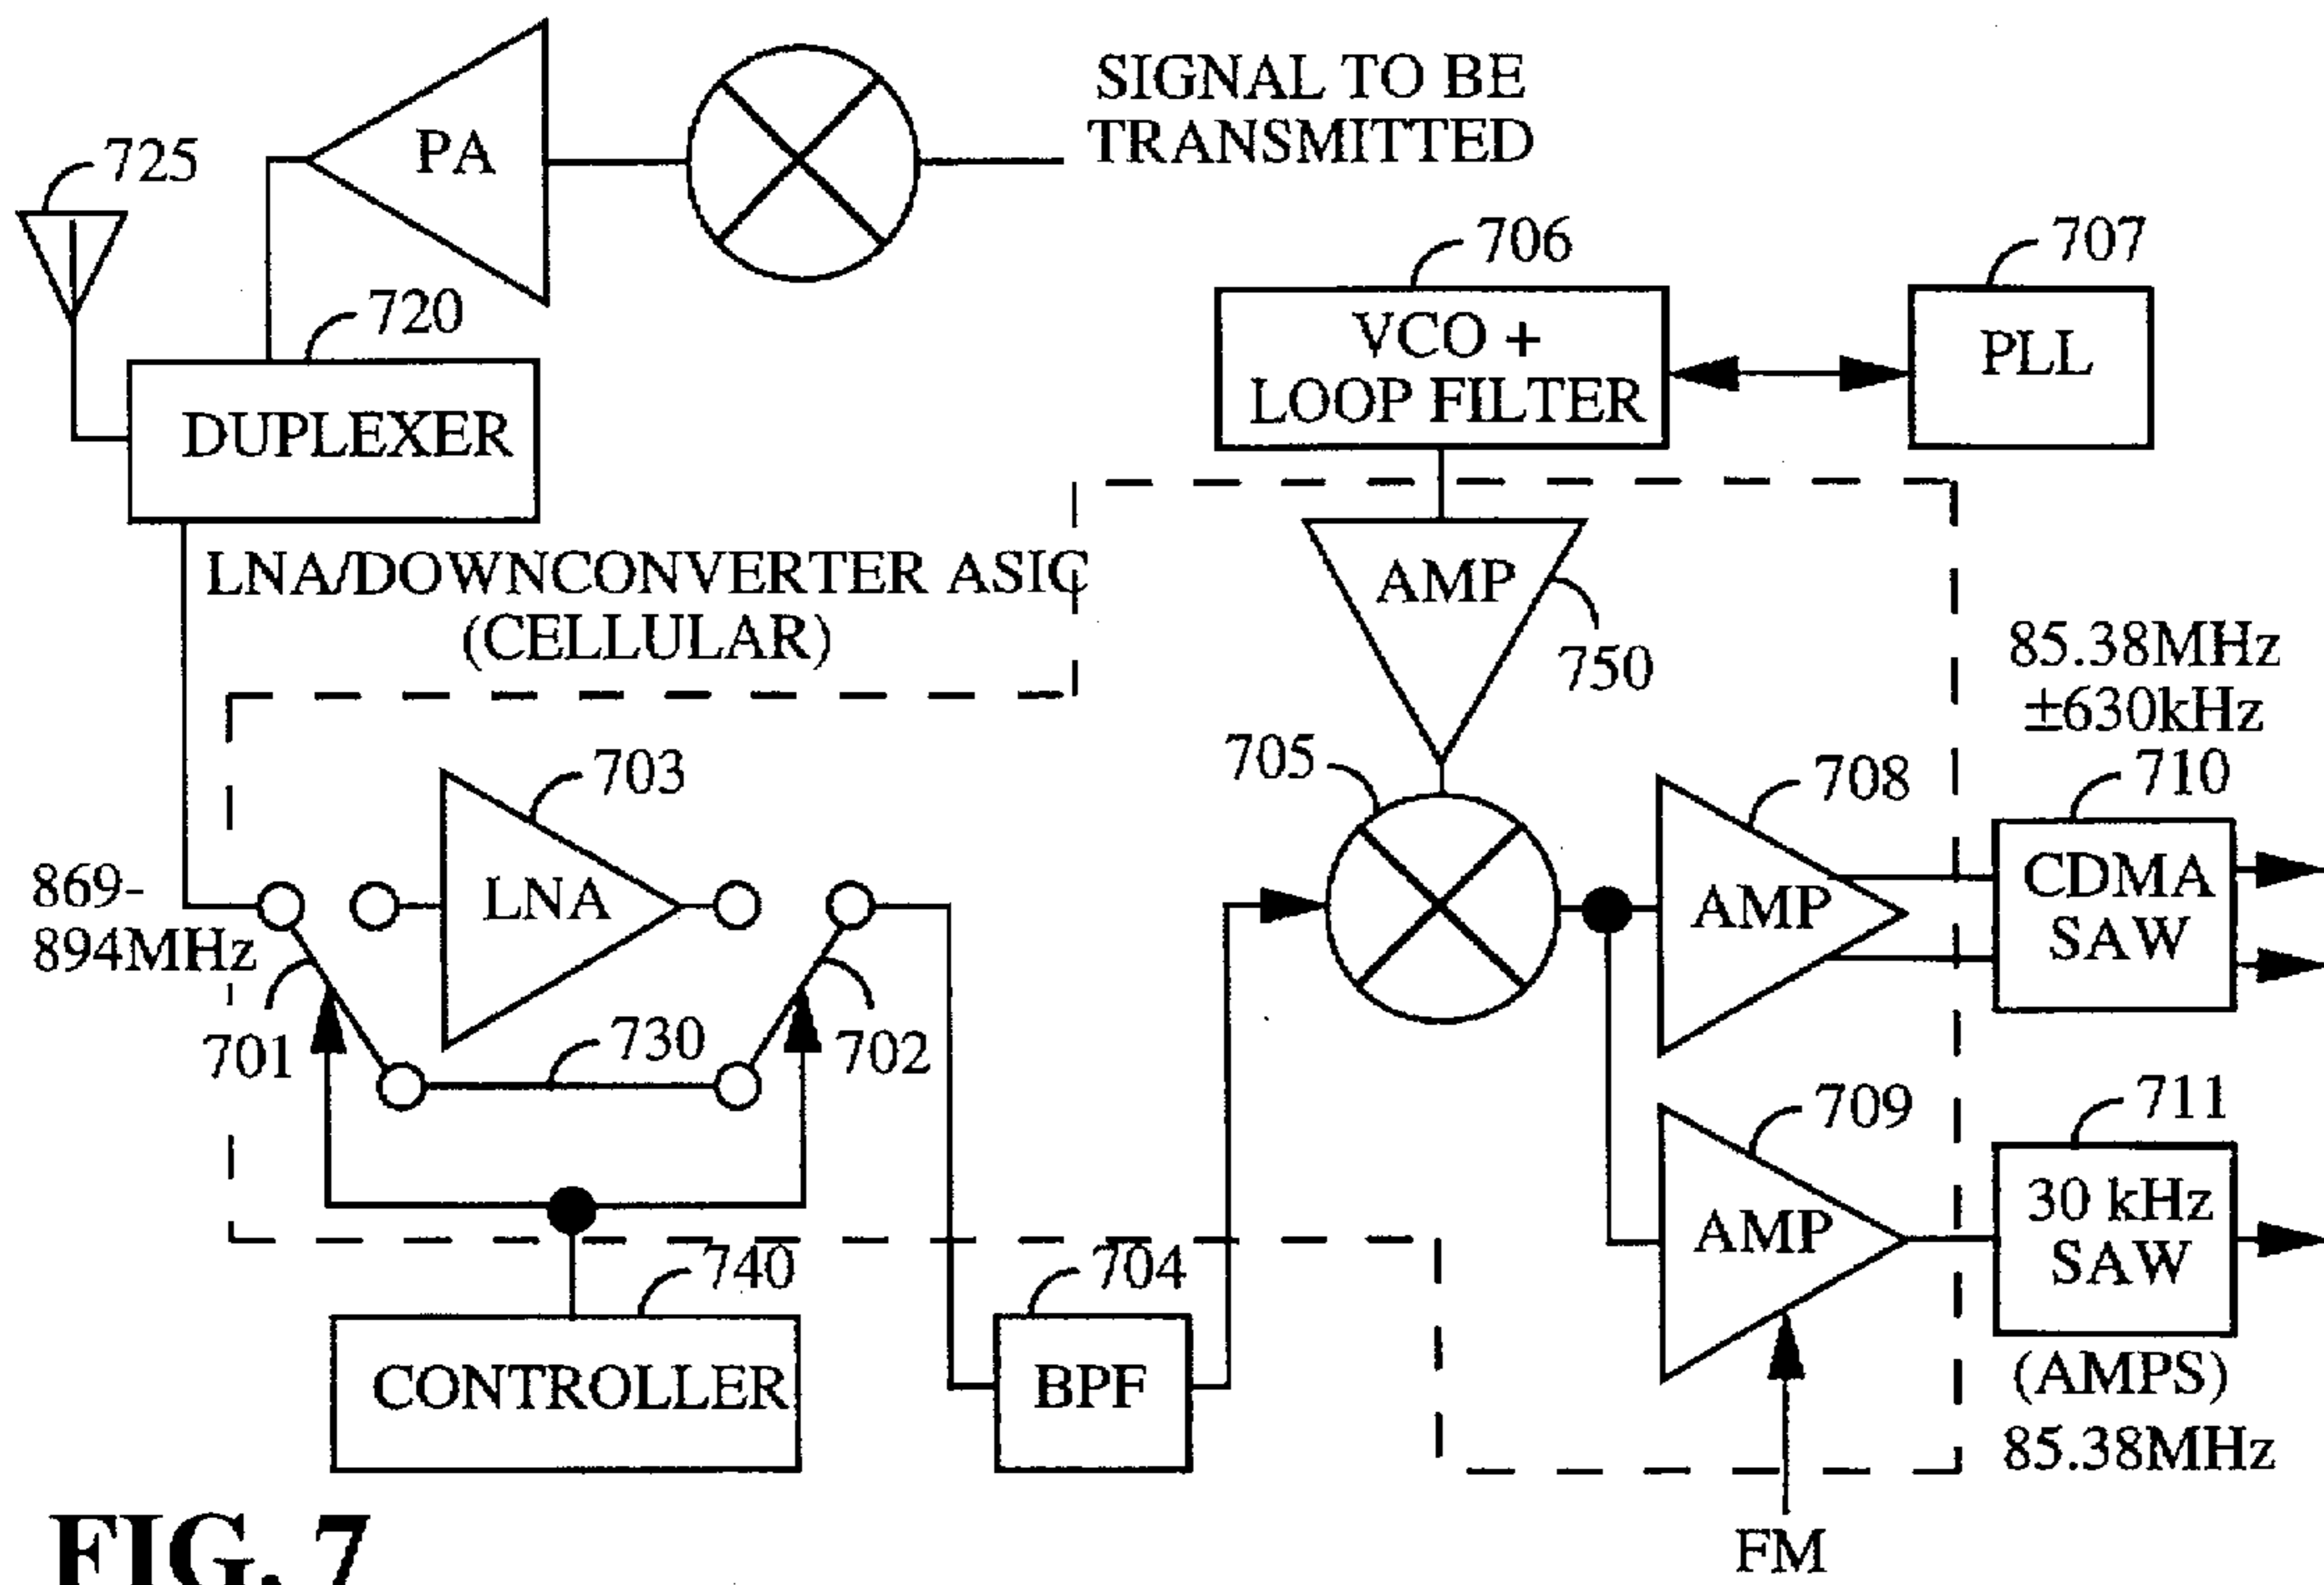 SIGNAL TO BE
TRANSMITTED
PA
725
706
707
720
VCO +
LOOP FILTER
PLL
DUPLEXER
LNA/DOWNCONVERTER ASIC
(CELLULAR)
AMP
750
85.38MHz
±630kHz
703
705
708
710
869-
894MHz
LNA
AMP
CDMA
SAW
701
730
702
709
711
740
704
AMP
30 kHz
SAW
CONTROLLER
BPF
(AMPS)
85.38MHz
FM
FIG. 7